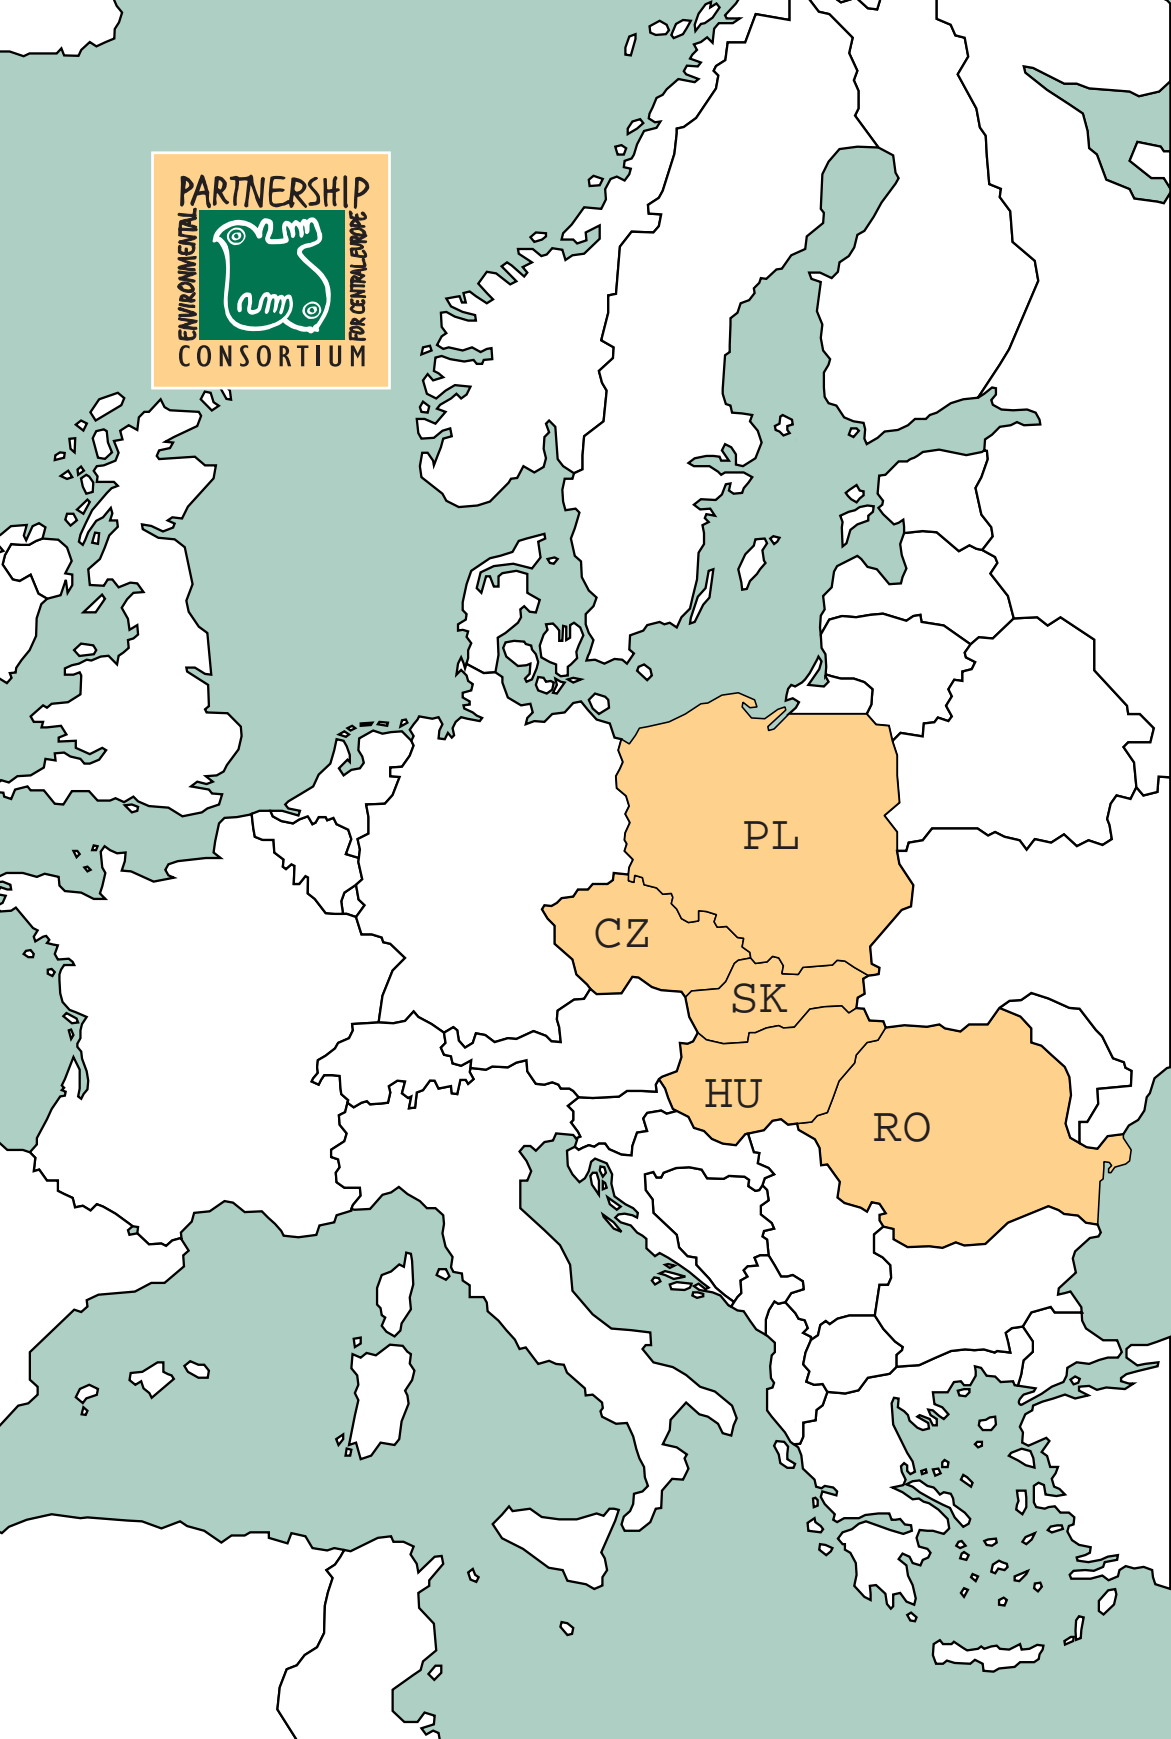 PARTNERSHIP
ENVIRONMENTAL
FOR CENTRAL EUROPE
CONSORTIUM
PL
CZ
SK
HU
RO